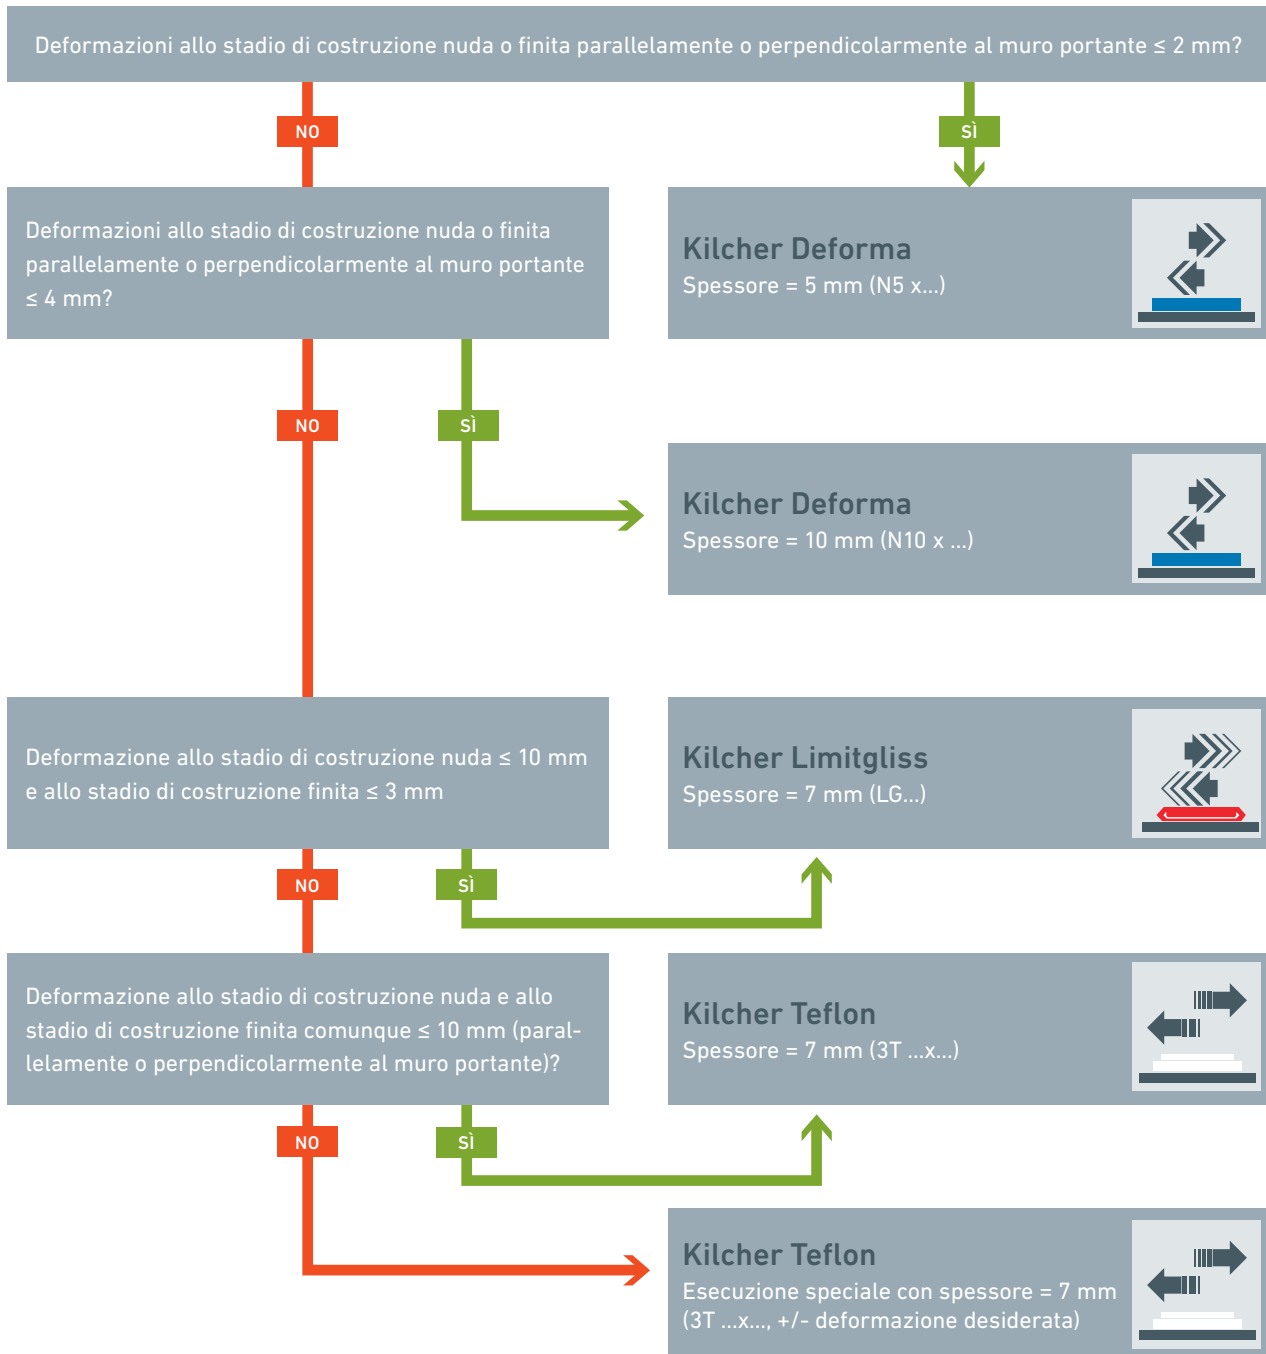 Deformazioni allo stadio di costruzione nuda o finita parallelamente o perpendicolarmente al muro portante ≤ 2 mm?
NO
SÌ
Deformazioni allo stadio di costruzione nuda o finita
parallelamente o perpendicolarmente al muro portante
≤ 4 mm?
Kilcher Deforma
Spessore = 5 mm (N5 x...)
NO
SÌ
Kilcher Deforma
Spessore = 10 mm (N10 x ...)
Deformazione allo stadio di costruzione nuda ≤ 10 mm
e allo stadio di costruzione finita ≤ 3 mm
Kilcher Limitgliss
Spessore = 7 mm (LG...)
NO
SÌ
Deformazione allo stadio di costruzione nuda e allo
stadio di costruzione finita comunque ≤ 10 mm (paral-
lelamente o perpendicolarmente al muro portante)?
Kilcher Teflon
Spessore = 7 mm (3T ...x...)
NO
SÌ
Kilcher Teflon
Esecuzione speciale con spessore = 7 mm
(3T ...x..., +/- deformazione desiderata)